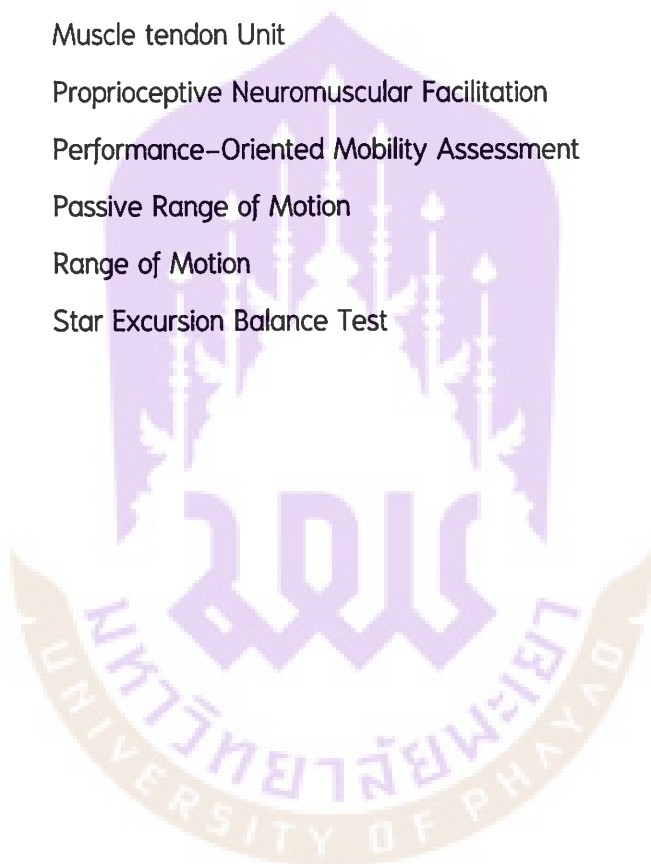 Muscle tendon Unit
Proprioceptive Neuromuscular Facilitation
Performance-Oriented Mobility Assessment
Passive Range of Motion
Range of Motion
Star Excursion Balance Test
มหาวิทยาลัยพะเยา
UNIVERSITY OF PHAYAO